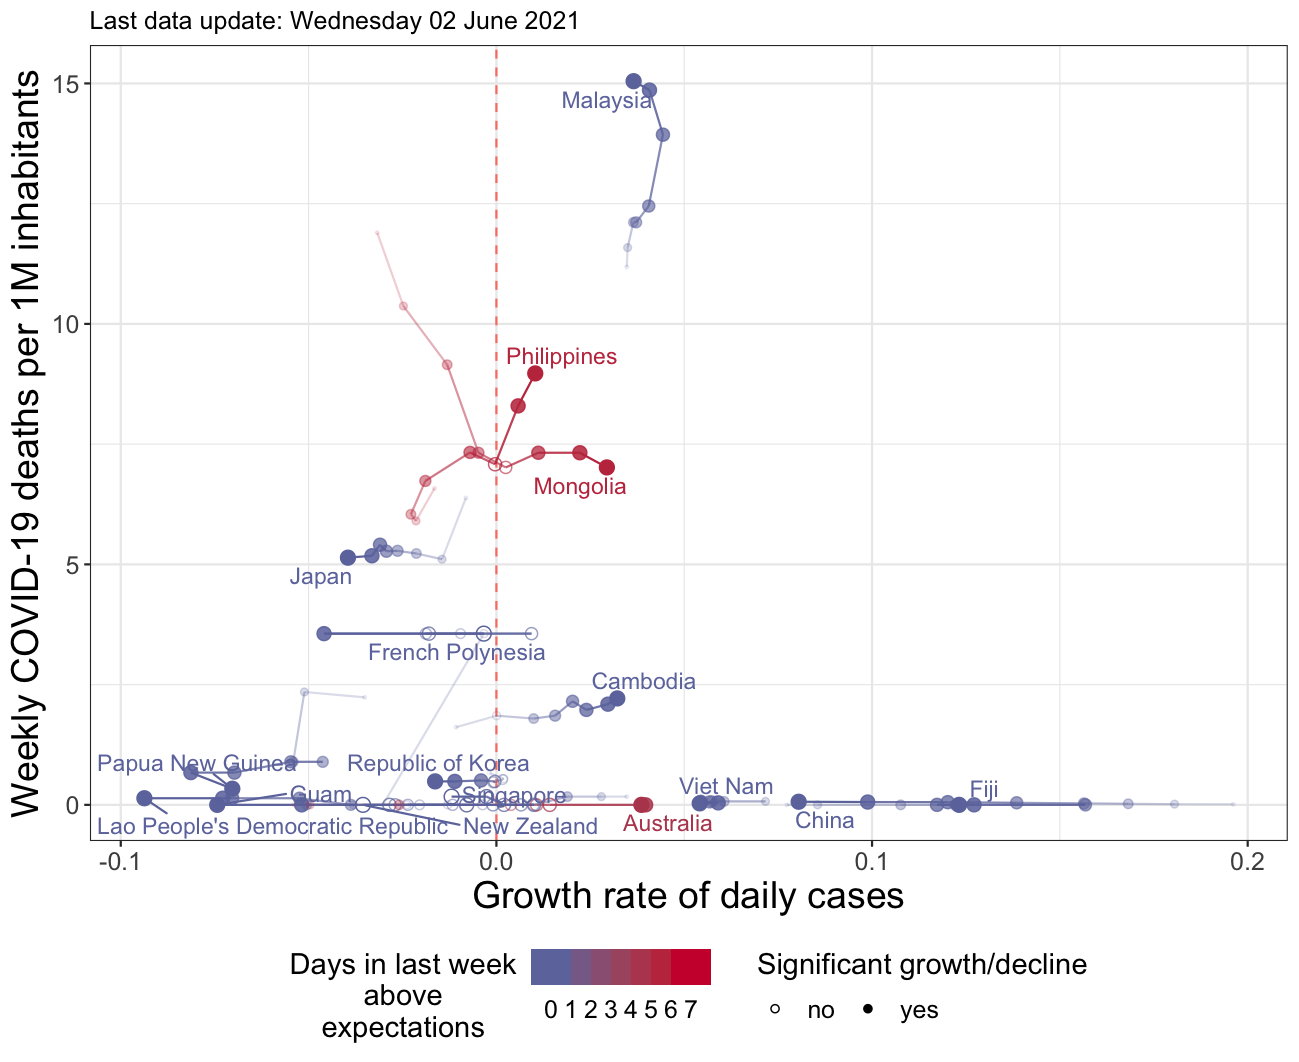 Last data update: Wednesday 02 June 2021
Weekly COVID-19 deaths per 1M inhabitants
15
10
5
0
Malaysia
Philippines
Mongolia
Japan
French Polynesia
Cambodia
Papua New Guinea
Republic of Korea
Guam
Singapore
Viet Nam
Fiji
Lao People's Democratic Republic
New Zealand
Australia
China
-0.1
0.0
0.1
0.2
Growth rate of daily cases
Days in last week
above
expectations
0 1 2 3 4 5 6 7
Significant growth/decline
no
yes